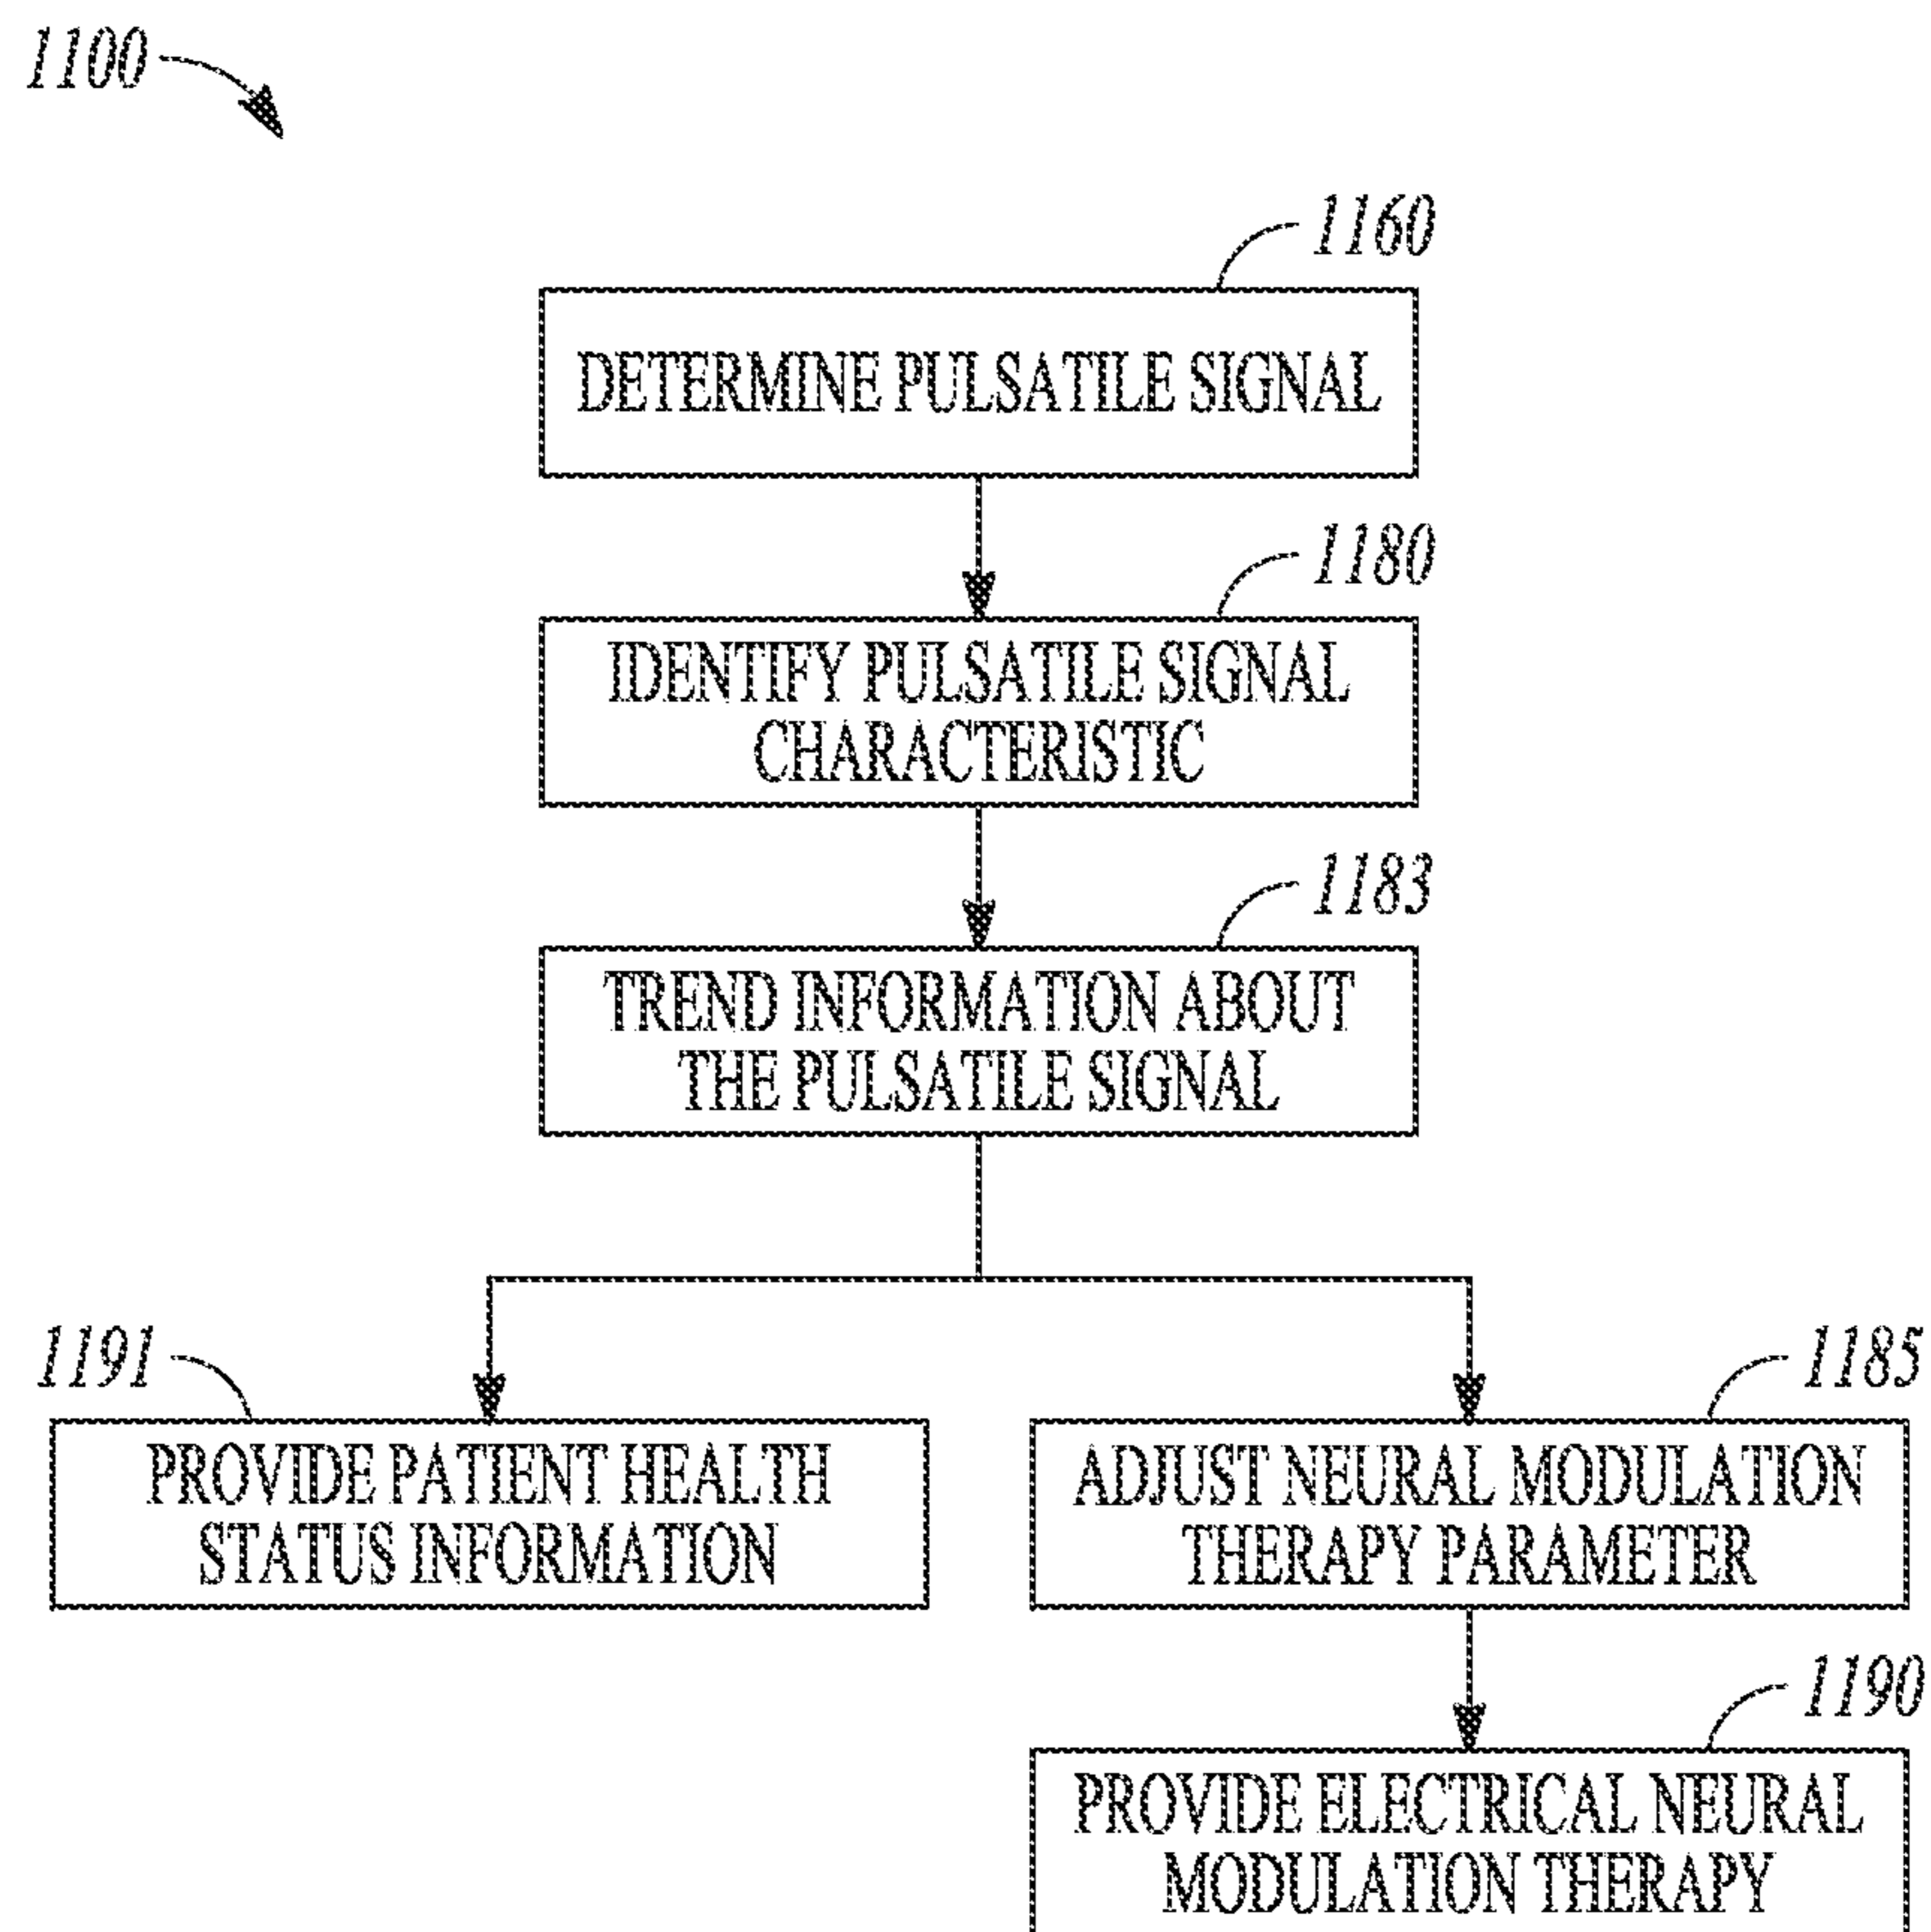 1100
1160
DETERMINE PULSATILE SIGNAL
1180
IDENTIFY PULSATILE SIGNAL
CHARACTERISTIC
1183
TREND INFORMATION ABOUT
THE PULSATILE SIGNAL
1191
PROVIDE PATIENT HEALTH
STATUS INFORMATION
1185
ADJUST NEURAL MODULATION
THERAPY PARAMETER
1190
PROVIDE ELECTRICAL NEURAL
MODULATION THERAPY